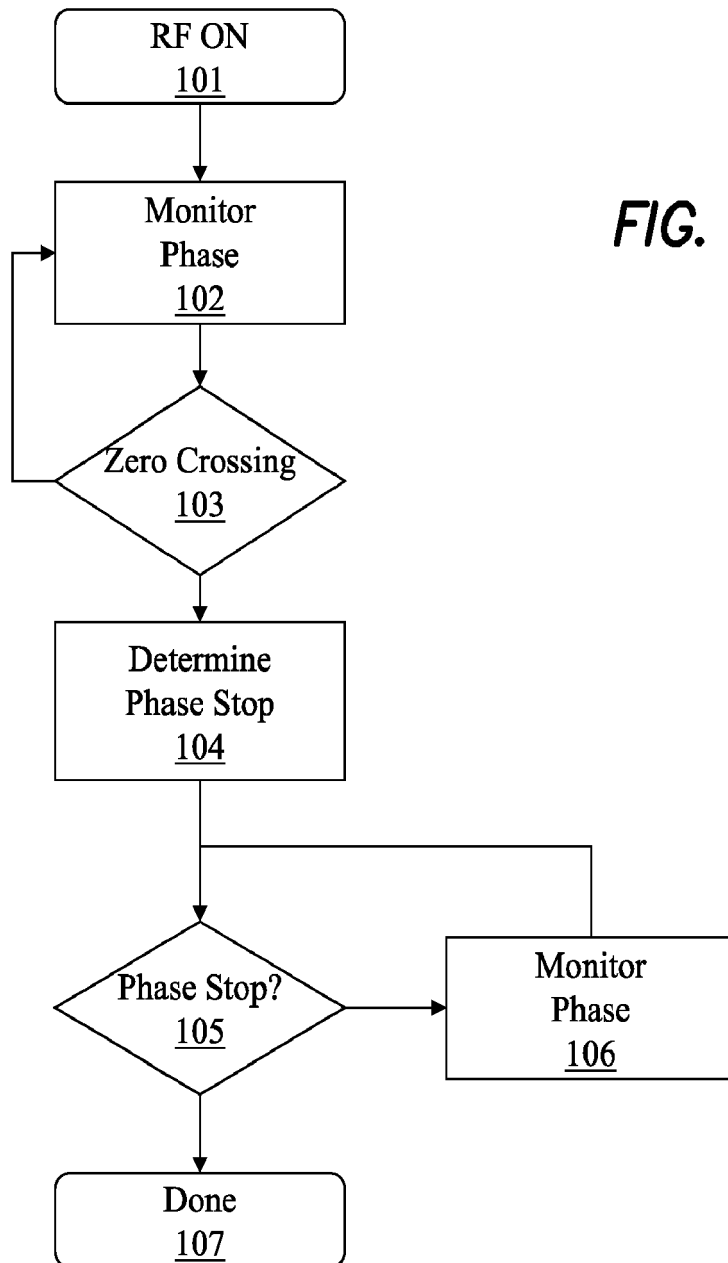 RF ON
101
Monitor
Phase
102
FIG.
Zero Crossing
103
Determine
Phase Stop
104
Phase Stop?
105
Monitor
Phase
106
Done
107